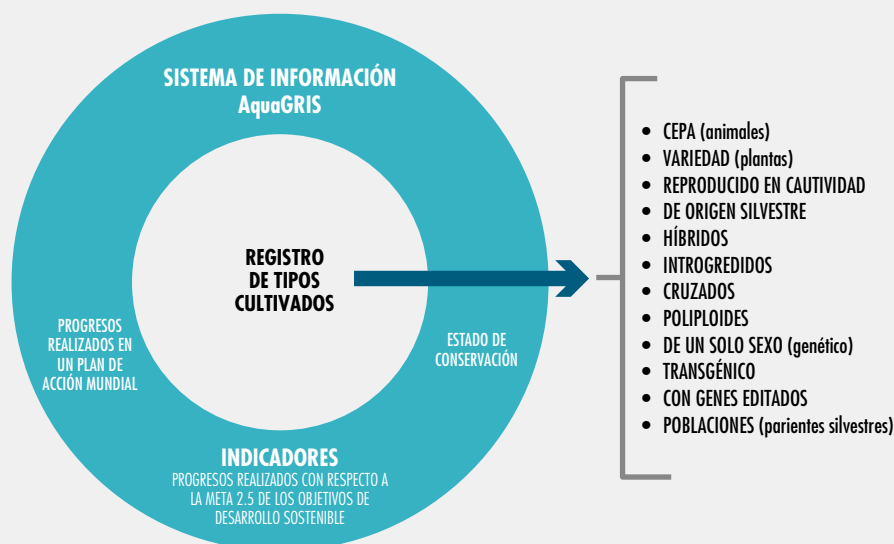 SISTEMA DE INFORMACIÓN
AquaGRIS
REGISTRO
DE TIPOS
CULTIVADOS
PROGRESOS
REALIZADOS EN
UN PLAN DE
ACCIÓN MUNDIAL
ESTADO DE
CONSERVACIÓN
INDICADORES
PROGRESOS REALIZADOS CON RESPECTO A
LA META 2.5 DE LOS OBJETIVOS DE
DESARROLLO SOSTENIBLE
• CEPA (animales)
• VARIEDAD (plantas)
• REPRODUCIDO EN CAUTIVIDAD
• DE ORIGEN SILVESTRE
• HÍBRIDOS
• INTROGREDIDOS
• CRUZADOS
• POLIPLOIDES
• DE UN SOLO SEXO (genético)
• TRANSGÉNICO
• CON GENES EDITADOS
• POBLACIONES (parientes silvestres)